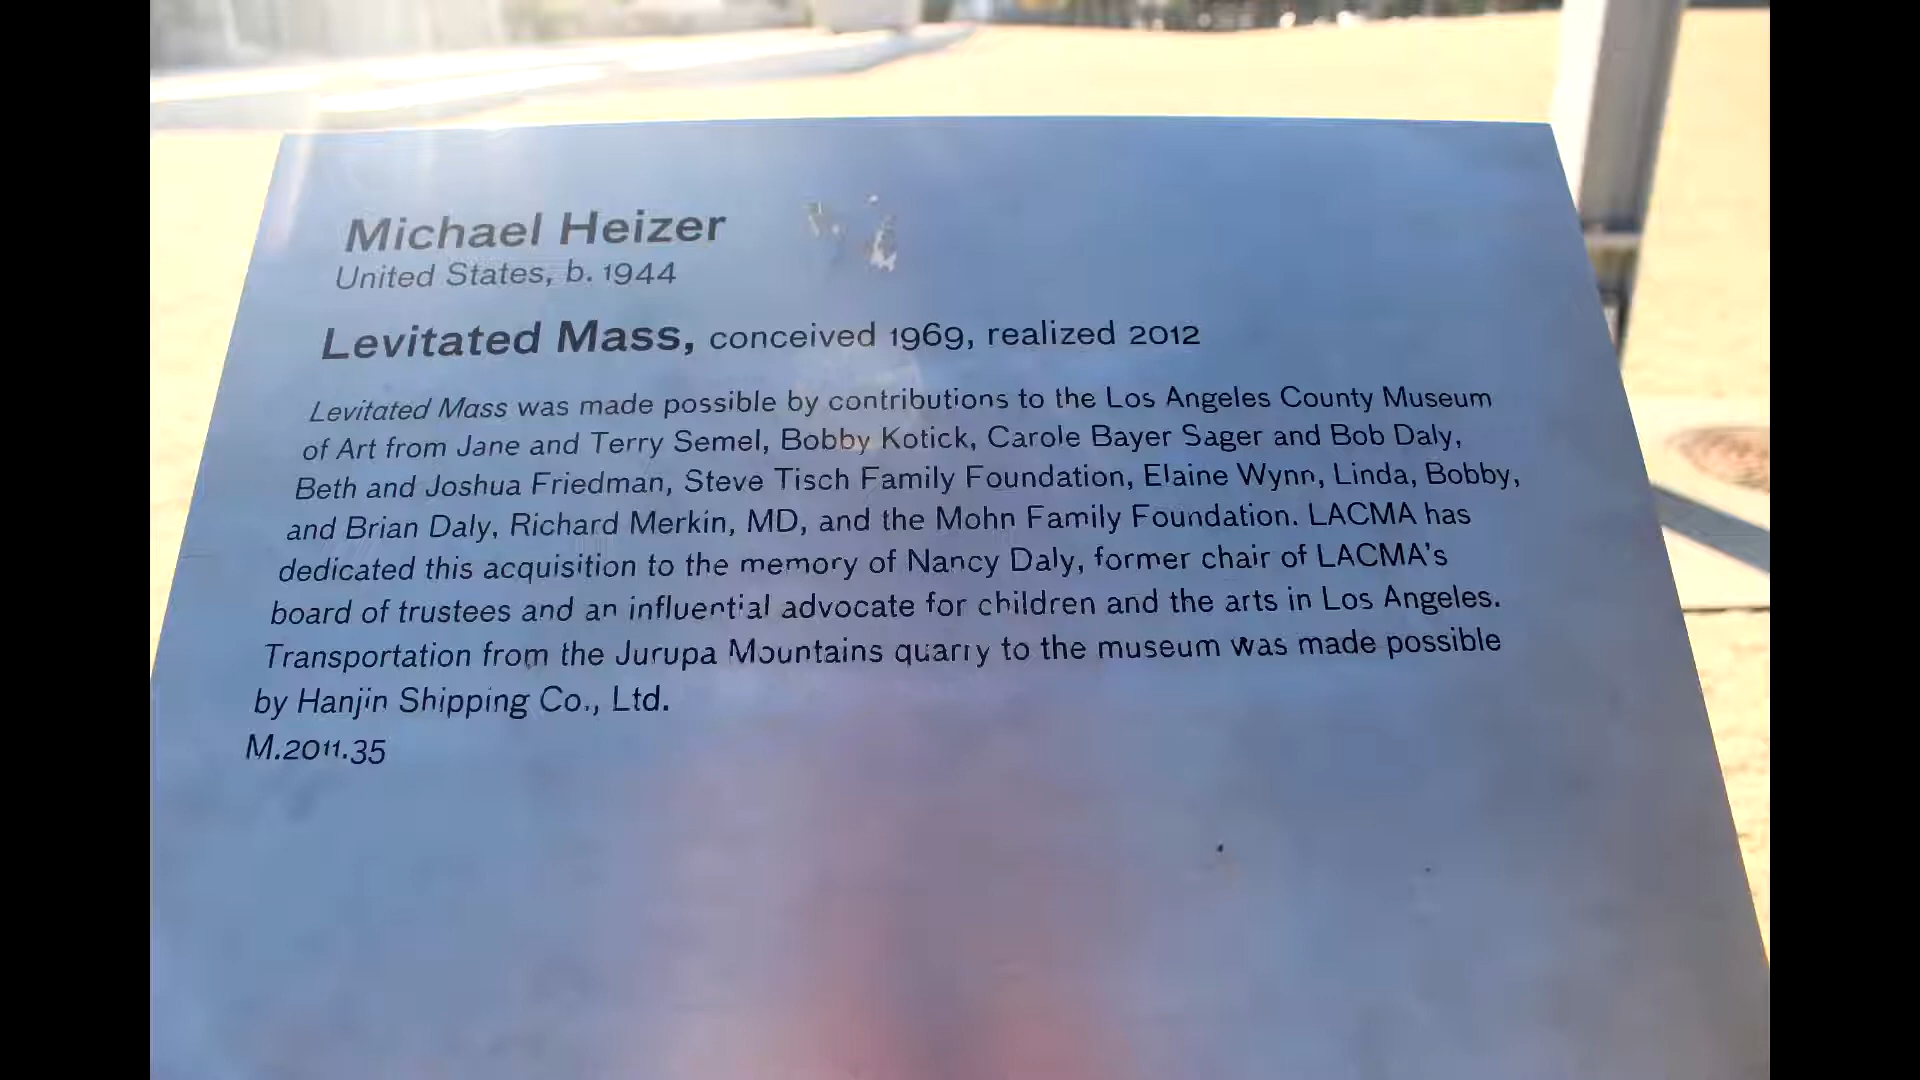 Michael Heizer
United States, b. 1944
Levitated Mass, conceived 1969, realized 2012
Levitated Mass was made possible by contributions to the Los Angeles County Museum
of Art from Jane and Terry Semel, Bobby Kotick, Carole Bayer Sager and Bob Daly,
Beth and Joshua Friedman, Steve Tisch Family Foundation, Elaine Wynn, Linda, Bobby,
and Brian Daly, Richard Merkin, MD, and the Mohn Family Foundation. LACMA has
dedicated this acquisition to the memory of Nancy Daly, former chair of LACMA's
board of trustees and an influential advocate for children and the arts in Los Angeles.
Transportation from the Jurupa Mountains quarry to the museum was made possible
by Hanjin Shipping Co., Ltd.
M.2011.35